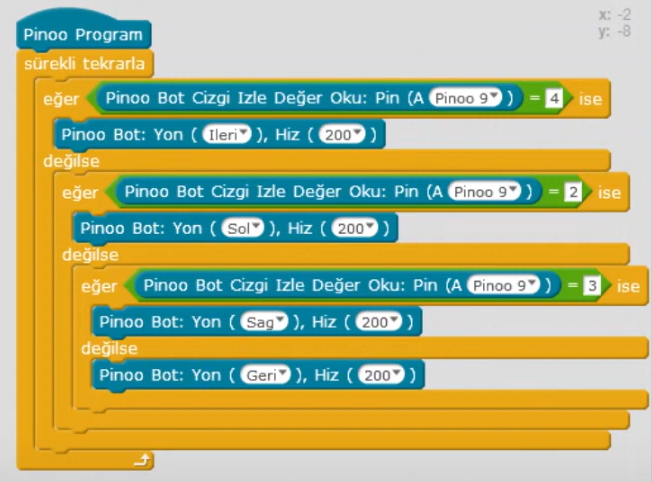 x: -2
y: -8
Pinoo Program
sürekli tekrarla
eğer Pinoo Bot Cizgi Izle Değer Oku: Pin (A Pinoo 9 ) = 4 ise
Pinoo Bot: Yon ( Ileri ), Hiz ( 200 )
değilse
eğer Pinoo Bot Cizgi Izle Değer Oku: Pin (A Pinoo 9 ) = 2 ise
Pinoo Bot: Yon ( Sol ), Hiz ( 200 )
değilse
eğer Pinoo Bot Cizgi Izle Değer Oku: Pin (A Pinoo 9 ) = 3 ise
Pinoo Bot: Yon ( Sag ), Hiz ( 200 )
değilse
Pinoo Bot: Yon ( Geri ), Hiz ( 200 )